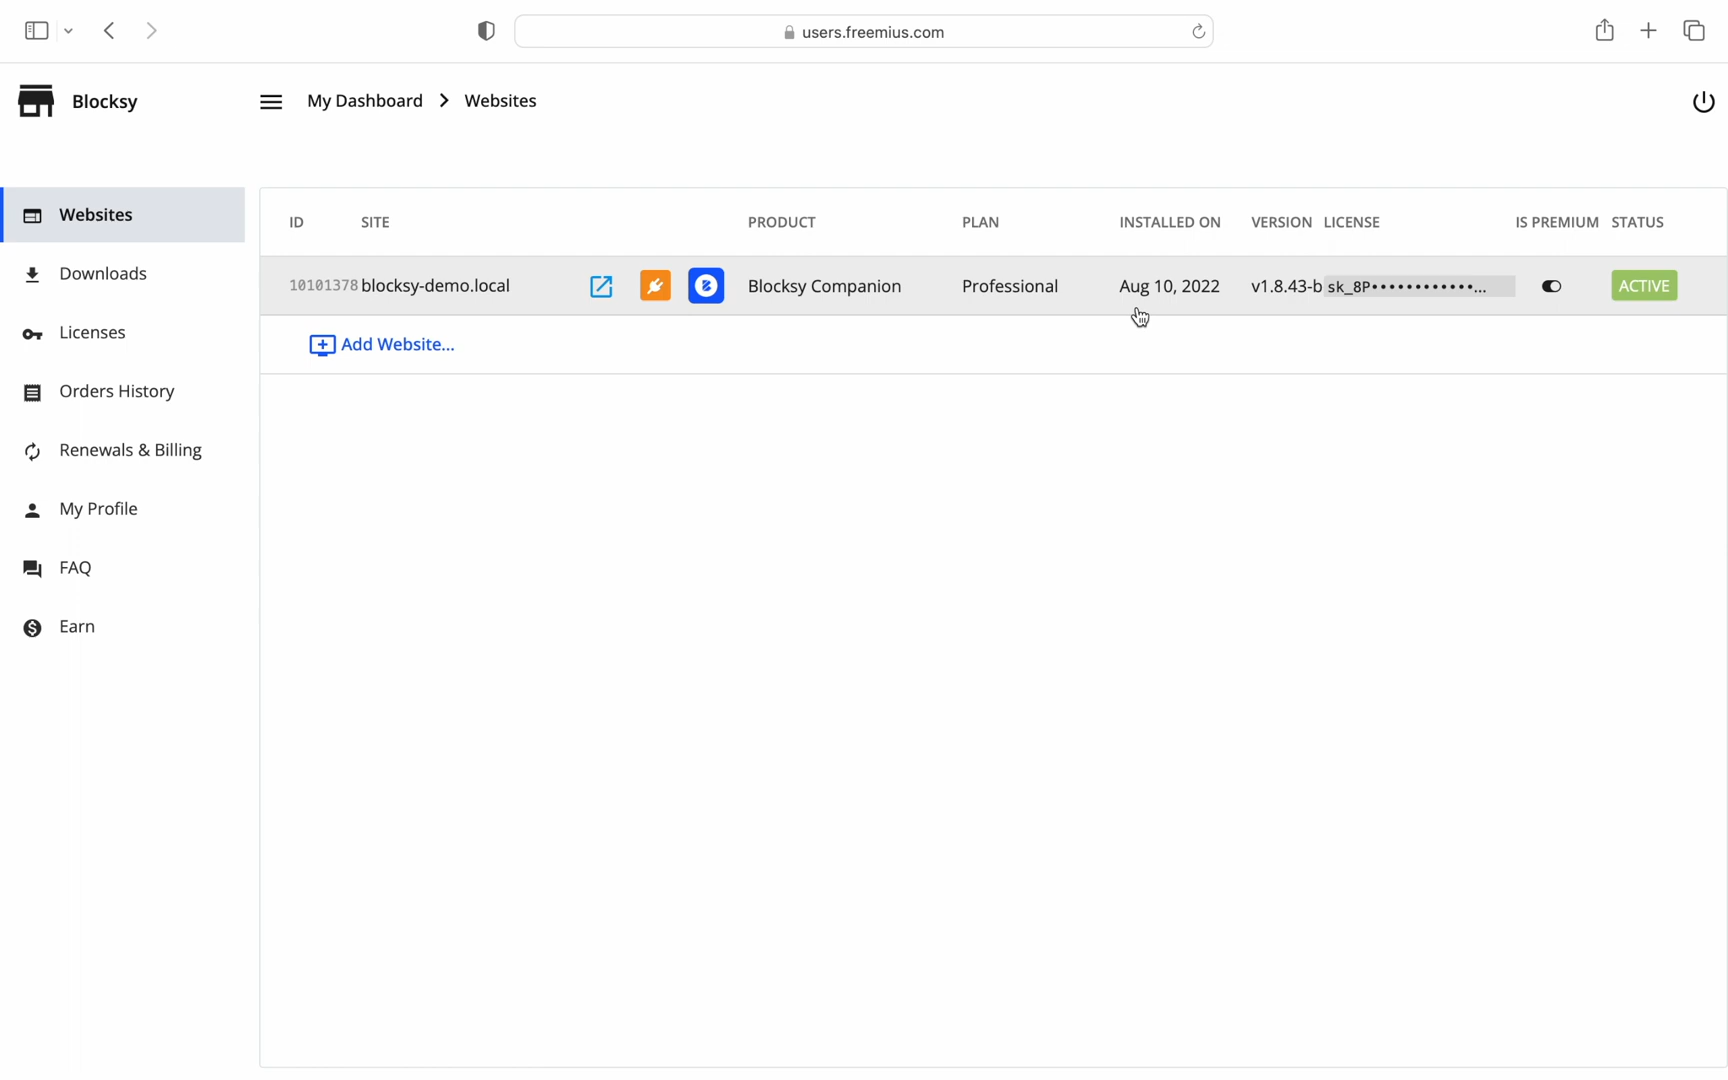 users.freemius.com
Blocksy
My Dashboard > Websites
Websites
Downloads
Licenses
Orders History
Renewals & Billing
My Profile
FAQ
Earn
ID SITE PRODUCT PLAN INSTALLED ON VERSION LICENSE IS PREMIUM STATUS
10101378 blocksy-demo.local Blocksy Companion Professional Aug 10, 2022 v1.8.43-b sk_8P••••••••••••... ACTIVE
Add Website...